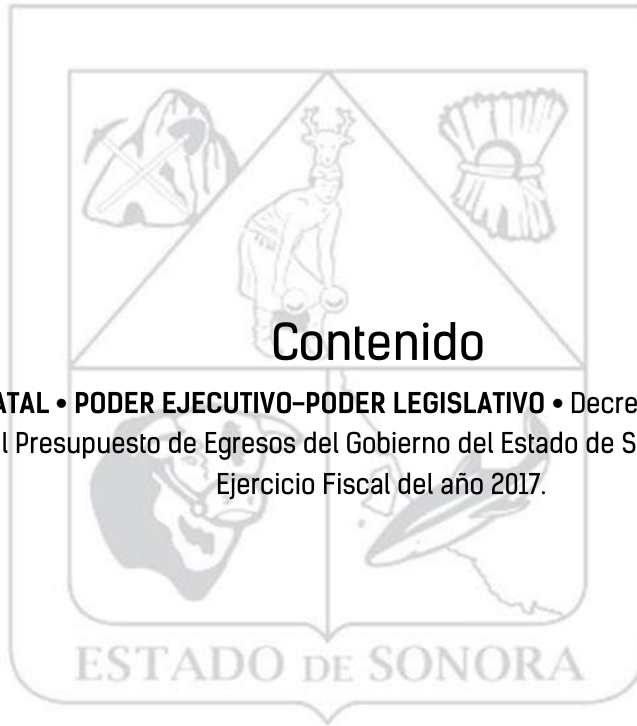 Contenido
ATAL • PODER EJECUTIVO-PODER LEGISLATIVO • Decre
l Presupuesto de Egresos del Gobierno del Estado de S
Ejercicio Fiscal del año 2017.
ESTADO DE SONORA